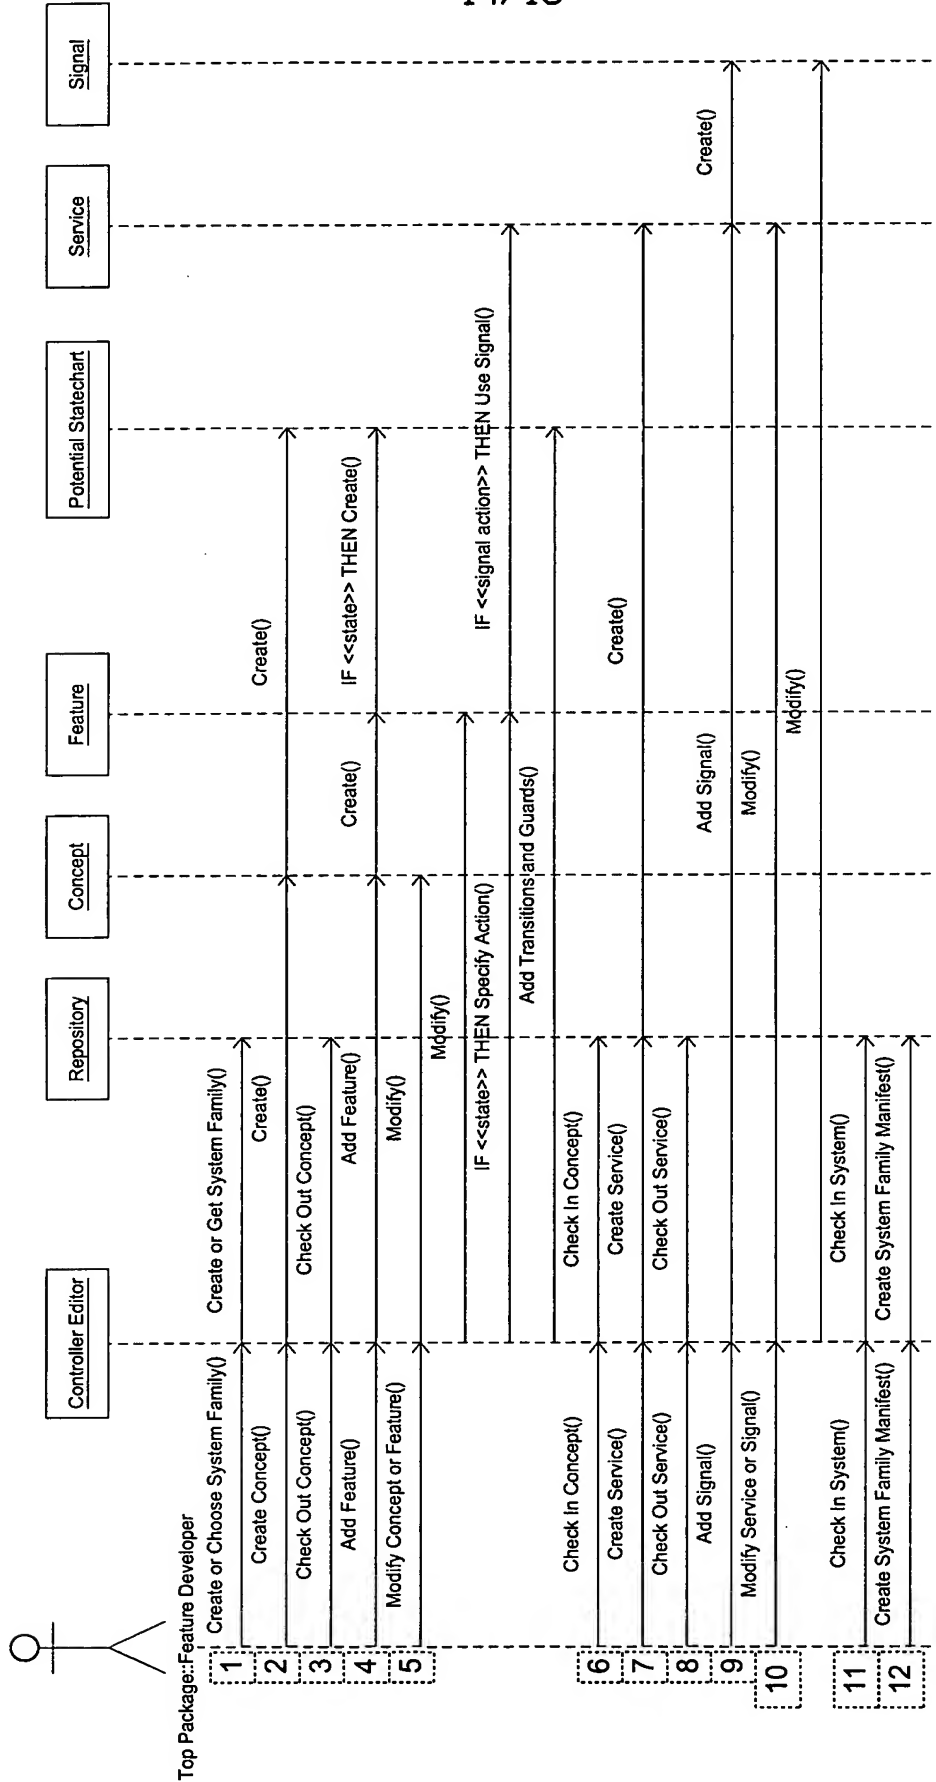 Controller Editor
Repository
Concept
Feature
Potential Statechart
Service
Signal
Top Package::Feature Developer
1
Create or Choose System Family()
Create or Get System Family()
2
Create Concept()
Create()
Create()
3
Check Out Concept()
Check Out Concept()
4
Add Feature()
Add Feature()
Create()
IF <<state>> THEN Create()
5
Modify Concept or Feature()
Modify()
Modify()
IF <<state>> THEN Specify Action()
IF <<signal action>> THEN Use Signal()
Add Transitions and Guards()
6
Check In Concept()
Check In Concept()
7
Create Service()
Create Service()
Create()
8
Check Out Service()
Check Out Service()
9
Add Signal()
Add Signal()
Create()
10
Modify Service or Signal()
Modify()
Modify()
11
Check In System()
Check In System()
12
Create System Family Manifest()
Create System Family Manifest()